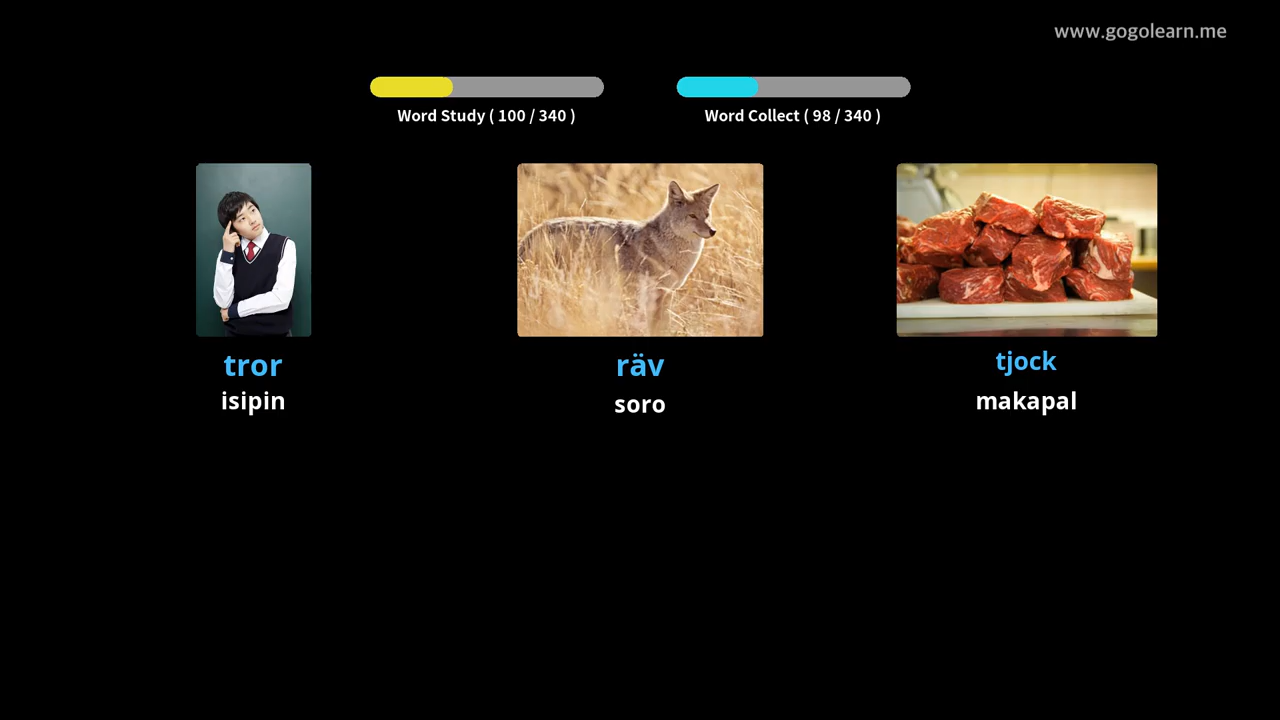 www.gogolearn.me
Word Study ( 100 / 340 )
Word Collect ( 98 / 340 )
tror
isipin
räv
soro
tjock
makapal